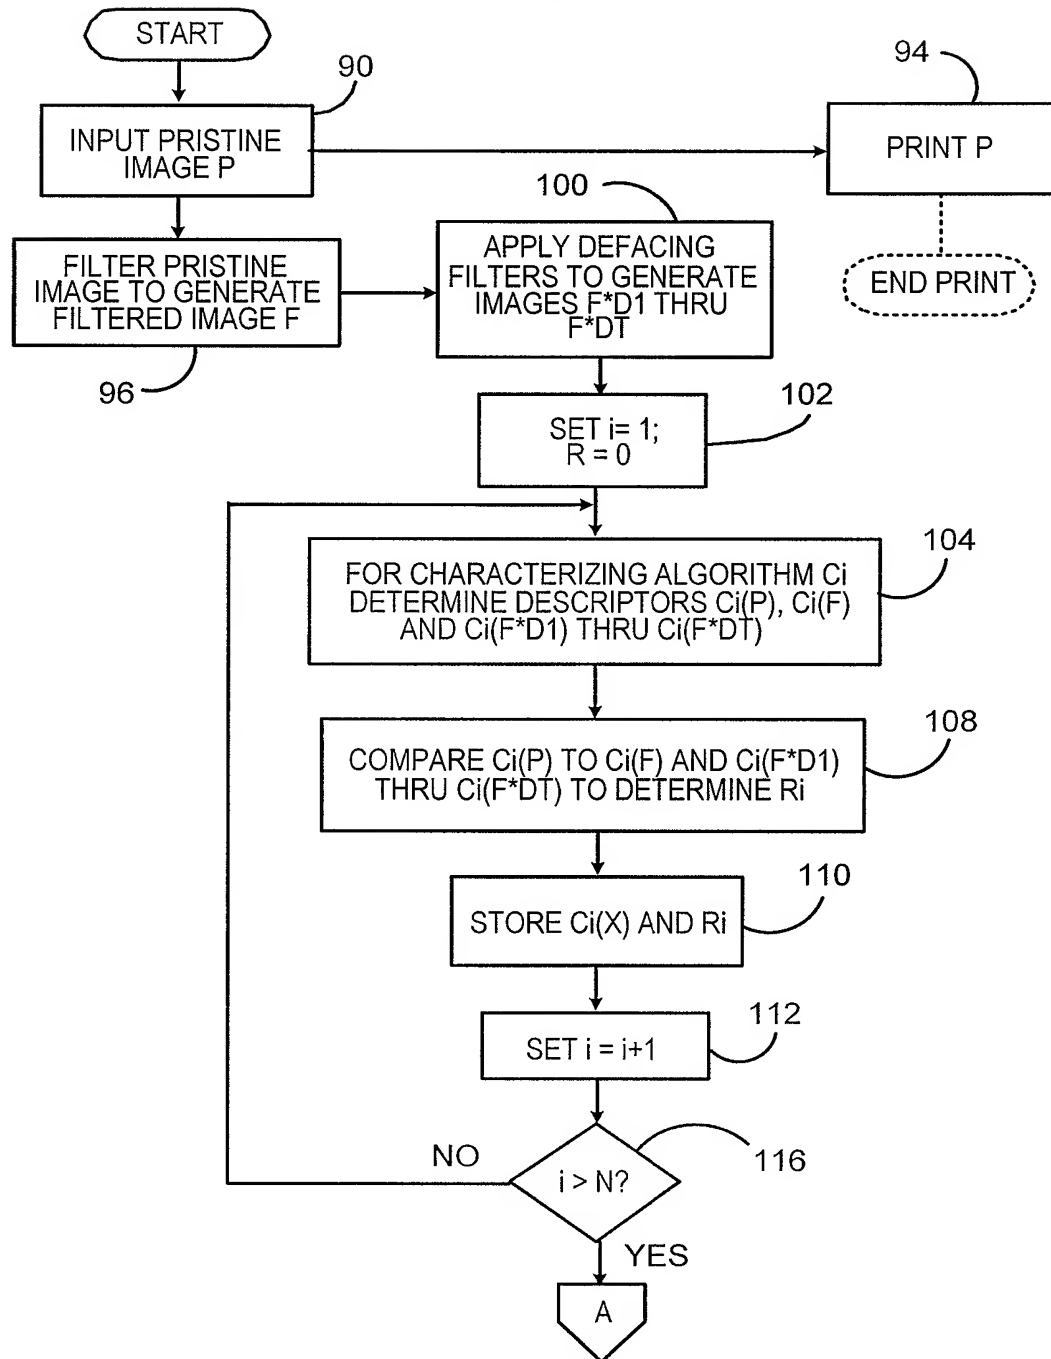 START
90
INPUT PRISTINE
IMAGE P
94
PRINT P
END PRINT
FILTER PRISTINE
IMAGE TO GENERATE
FILTERED IMAGE F
96
100
APPLY DEFACING
FILTERS TO GENERATE
IMAGES F*D1 THRU
F*DT
102
SET i= 1;
R = 0
104
FOR CHARACTERIZING ALGORITHM Ci
DETERMINE DESCRIPTORS Ci(P), Ci(F)
AND Ci(F*D1) THRU Ci(F*DT)
108
COMPARE Ci(P) TO Ci(F) AND Ci(F*D1)
THRU Ci(F*DT) TO DETERMINE Ri
110
STORE Ci(X) AND Ri
112
SET i = i+1
116
i > N?
NO
YES
A